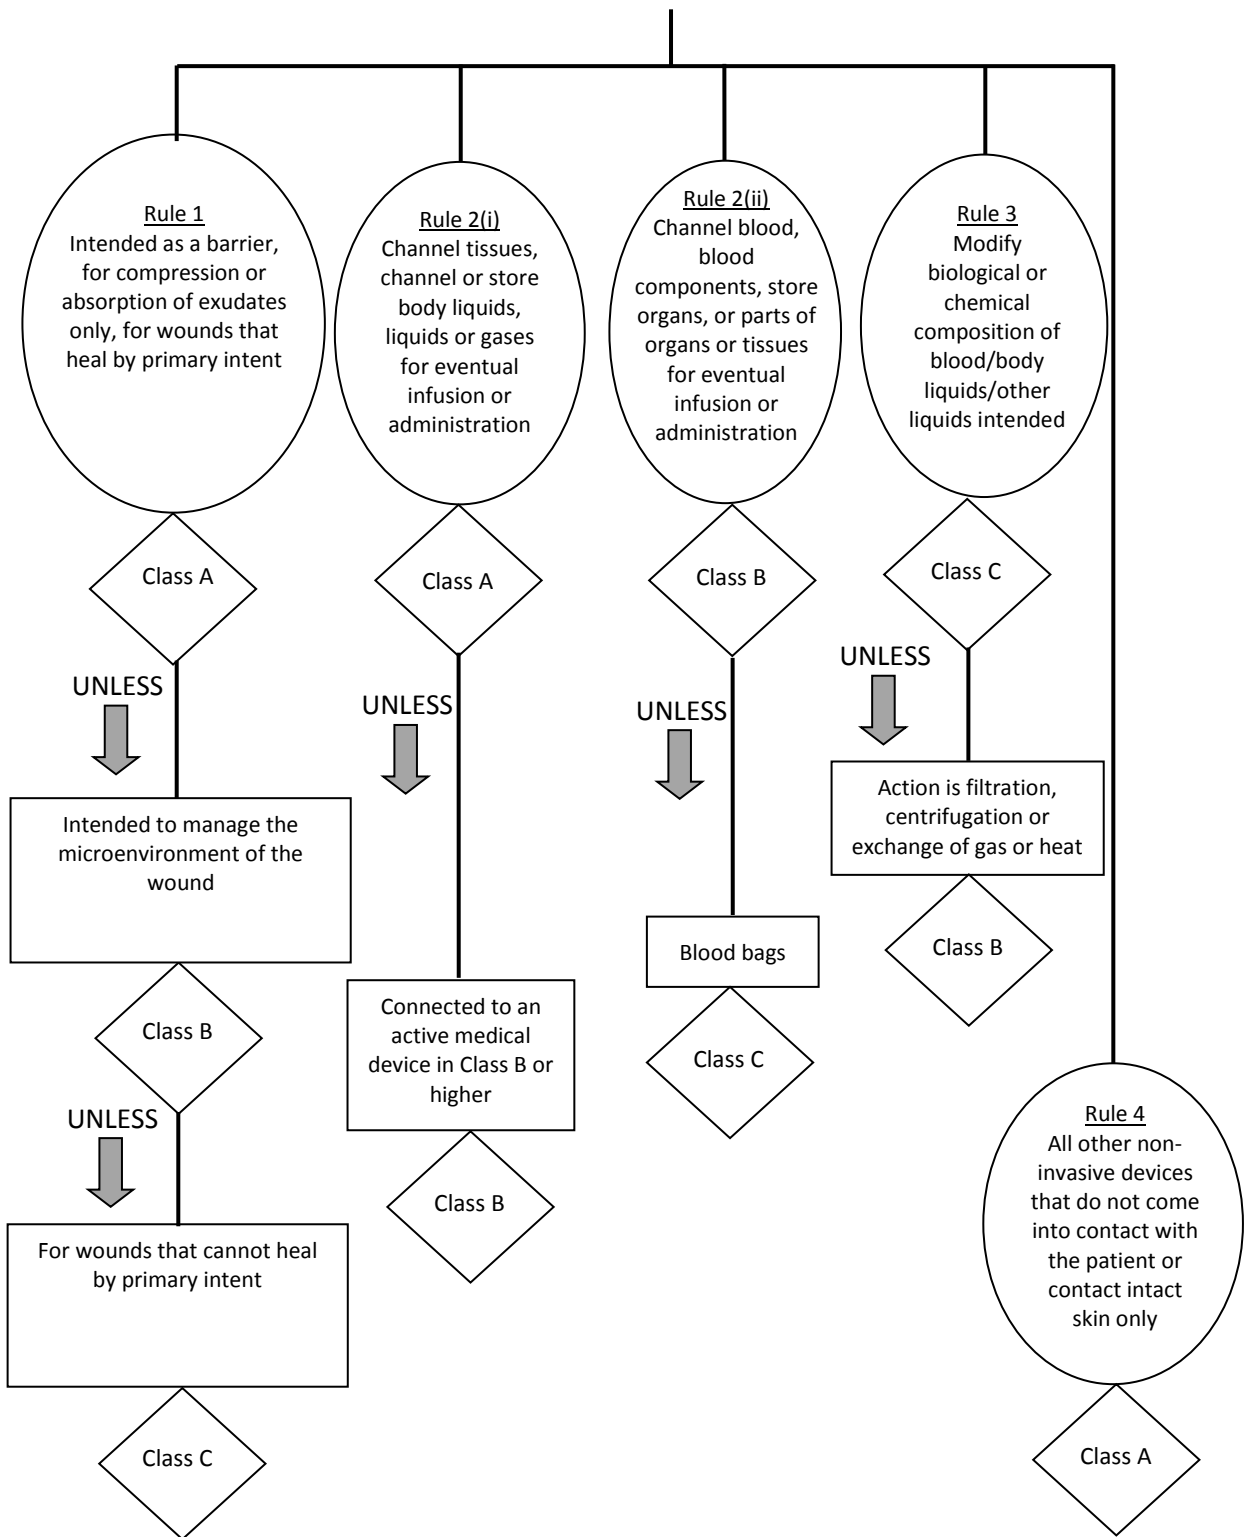 Rule 1
Intended as a barrier,
for compression or
absorption of exudates
only, for wounds that
heal by primary intent
Class A
UNLESS
Intended to manage the
microenvironment of the
wound
Class B
UNLESS
For wounds that cannot heal
by primary intent
Class C
Rule 2(i)
Channel tissues,
channel or store
body liquids,
liquids or gases
for eventual
infusion or
administration
Class A
UNLESS
Connected to an
active medical
device in Class B or
higher
Class B
Rule 2(ii)
Channel blood,
blood
components, store
organs, or parts of
organs or tissues
for eventual
infusion or
administration
Class B
UNLESS
Blood bags
Class C
Rule 3
Modify
biological or
chemical
composition of
blood/body
liquids/other
liquids intended
Class C
UNLESS
Action is filtration,
centrifugation or
exchange of gas or heat
Class B
Rule 4
All other non-
invasive devices
that do not come
into contact with
the patient or
contact intact
skin only
Class A